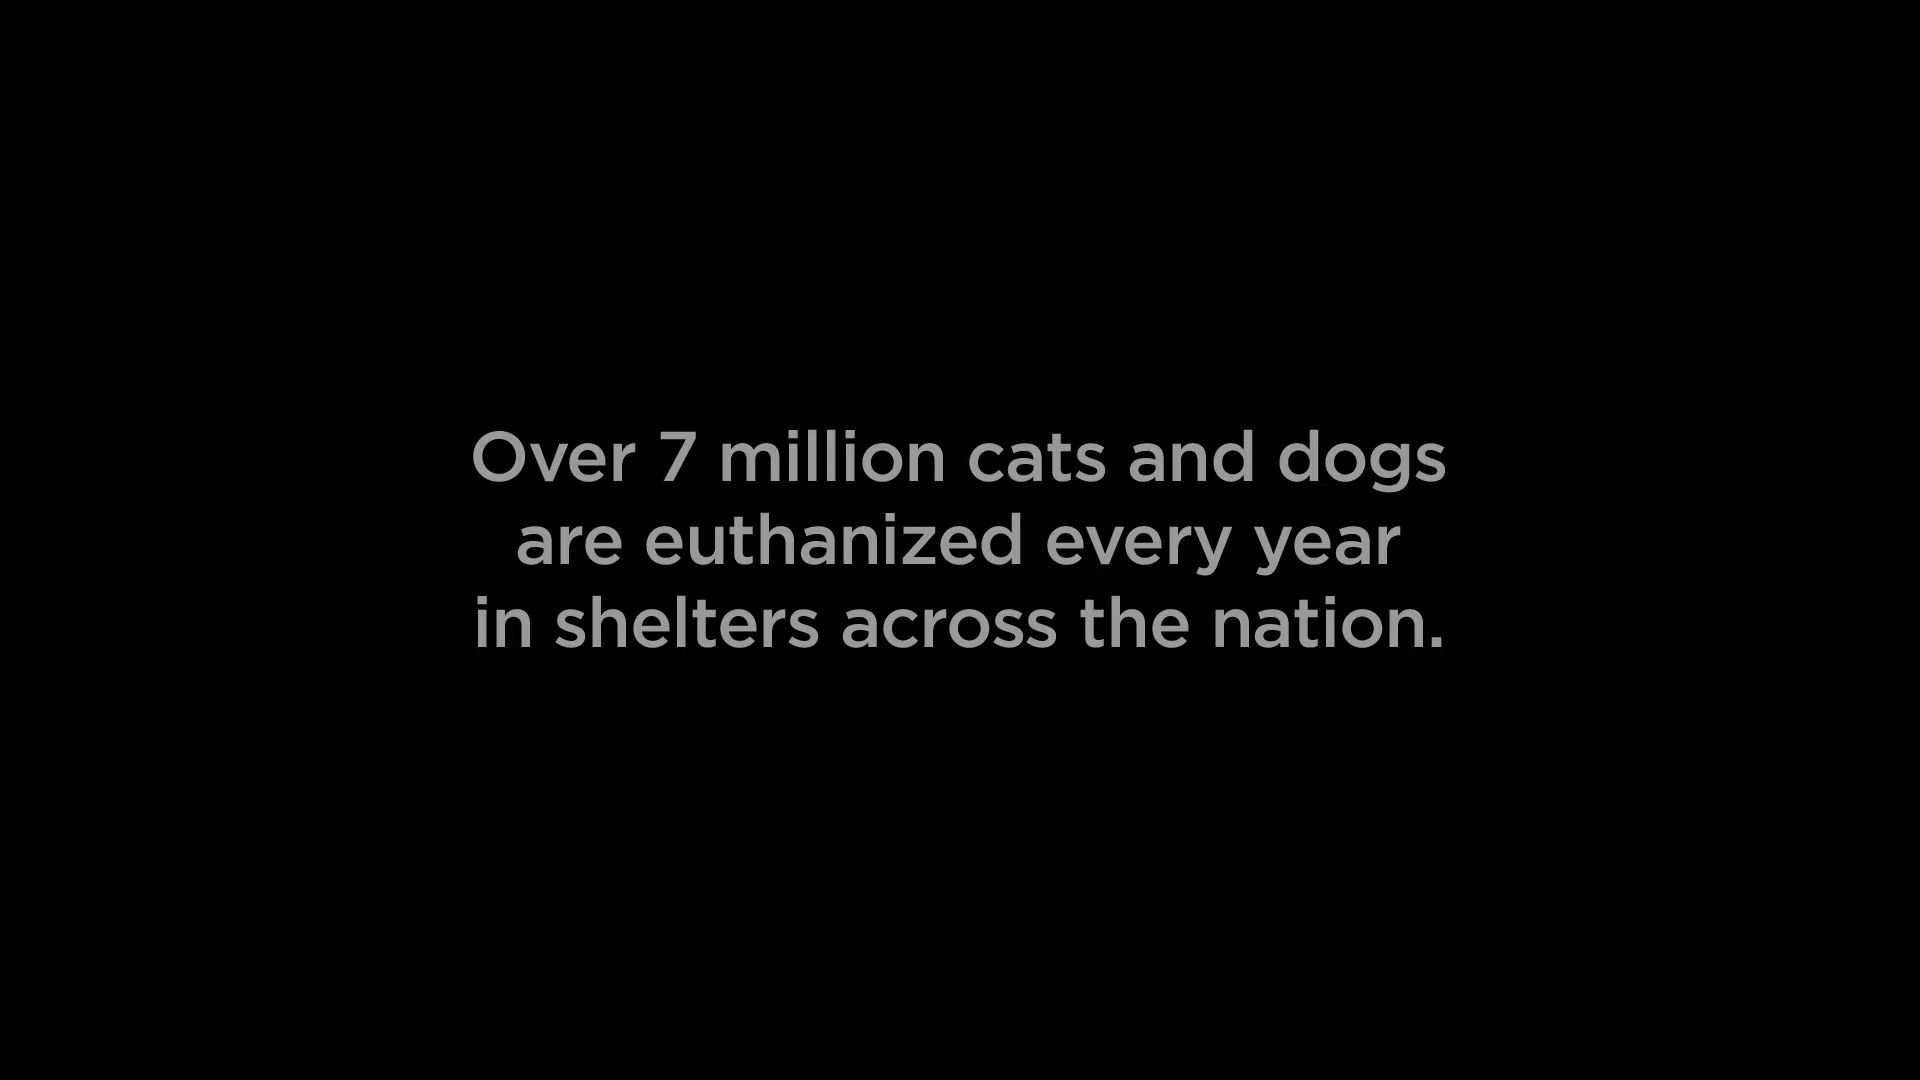 Over 7 million cats and dogs
are euthanized every year
in shelters across the nation.